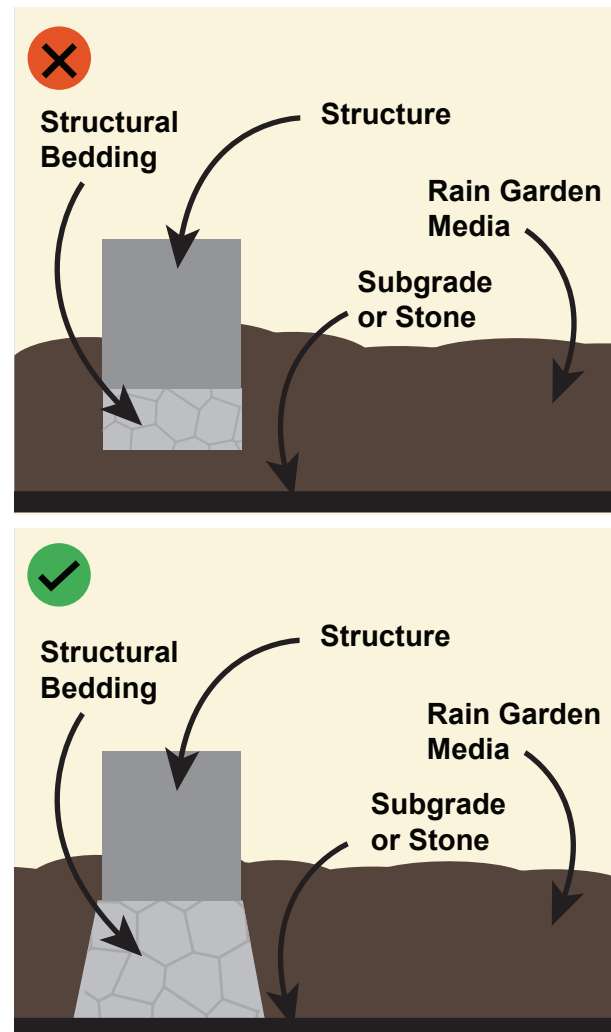 Structural
Bedding
Structure
Rain Garden
Media
Subgrade
or Stone
Structural
Bedding
Structure
Rain Garden
Media
Subgrade
or Stone